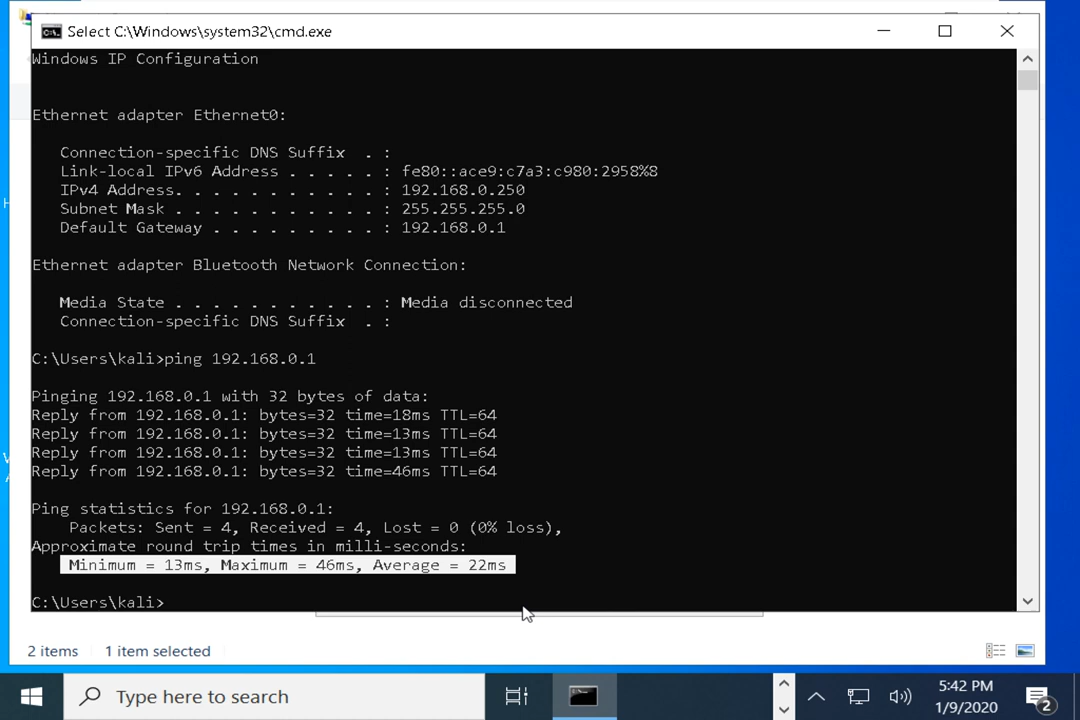 Select C:\Windows\system32\cmd.exe
Windows IP Configuration
Ethernet adapter Ethernet0:
Connection-specific DNS Suffix . :
Link-local IPv6 Address . . . . . : fe80::ace9:c7a3:c980:2958%8
IPv4 Address. . . . . . . . . . . : 192.168.0.250
Subnet Mask . . . . . . . . . . . : 255.255.255.0
Default Gateway . . . . . . . . . : 192.168.0.1
Ethernet adapter Bluetooth Network Connection:
Media State . . . . . . . . . . . : Media disconnected
Connection-specific DNS Suffix . :
C:\Users\kali>ping 192.168.0.1
Pinging 192.168.0.1 with 32 bytes of data:
Reply from 192.168.0.1: bytes=32 time=18ms TTL=64
Reply from 192.168.0.1: bytes=32 time=13ms TTL=64
Reply from 192.168.0.1: bytes=32 time=13ms TTL=64
Reply from 192.168.0.1: bytes=32 time=46ms TTL=64
Ping statistics for 192.168.0.1:
Packets: Sent = 4, Received = 4, Lost = 0 (0% loss),
Approximate round trip times in milli-seconds:
Minimum = 13ms, Maximum = 46ms, Average = 22ms
C:\Users\kali>
2 items 1 item selected
Type here to search
5:42 PM
1/9/2020
2